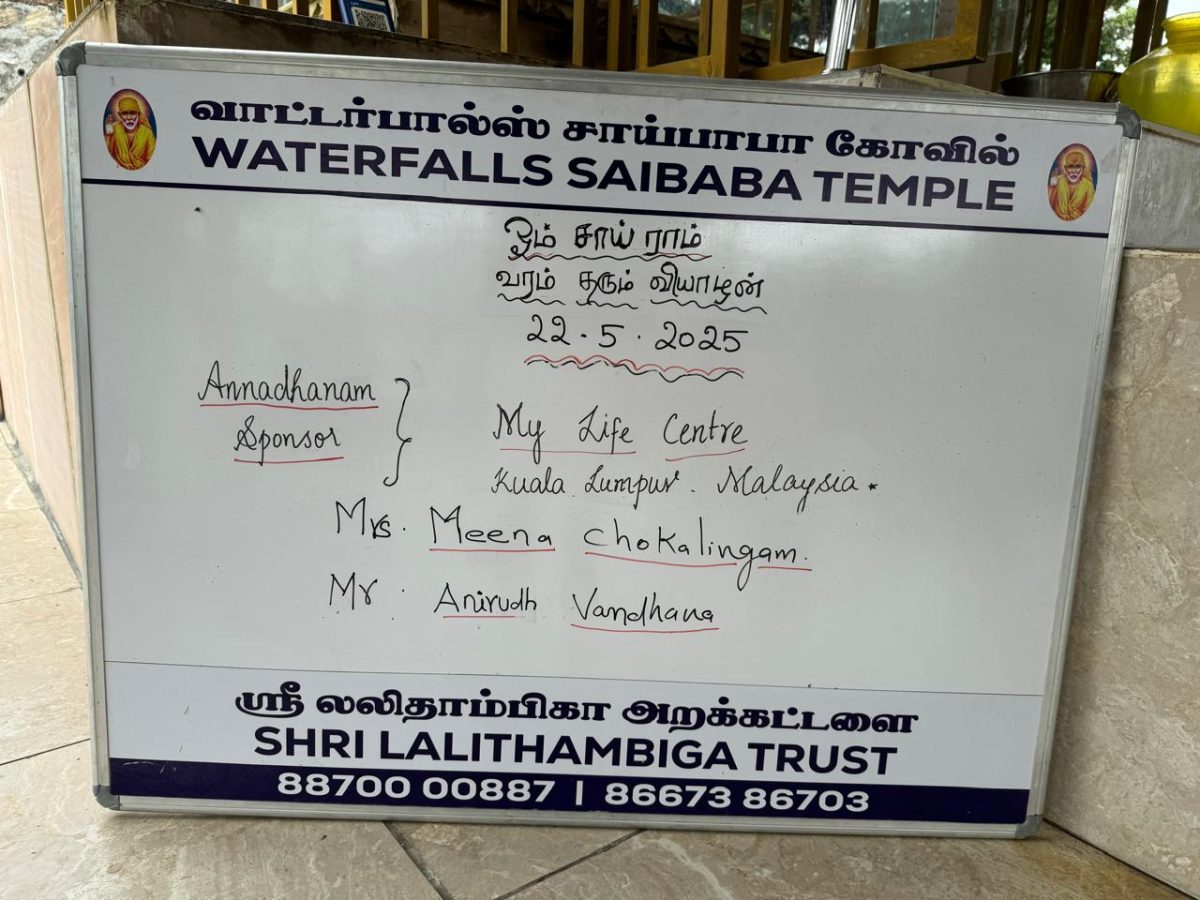 வாட்டர்பால்ஸ் சாய்பாபா கோவில்
WATERFALLS SAIBABA TEMPLE
ஓம் சாய் ராம்
வரம் தரும் வியாழன்
22.5.2025
Annadhanam
Sponsor
My Life Centre
Kuala Lumpur. Malaysia.
Mrs. Meena Chokalingam.
Mr. Anirudh Vandhana
ஸ்ரீ லலிதாம்பிகா அறக்கட்டளை
SHRI LALITHAMBIGA TRUST
88700 00887 | 86673 86703